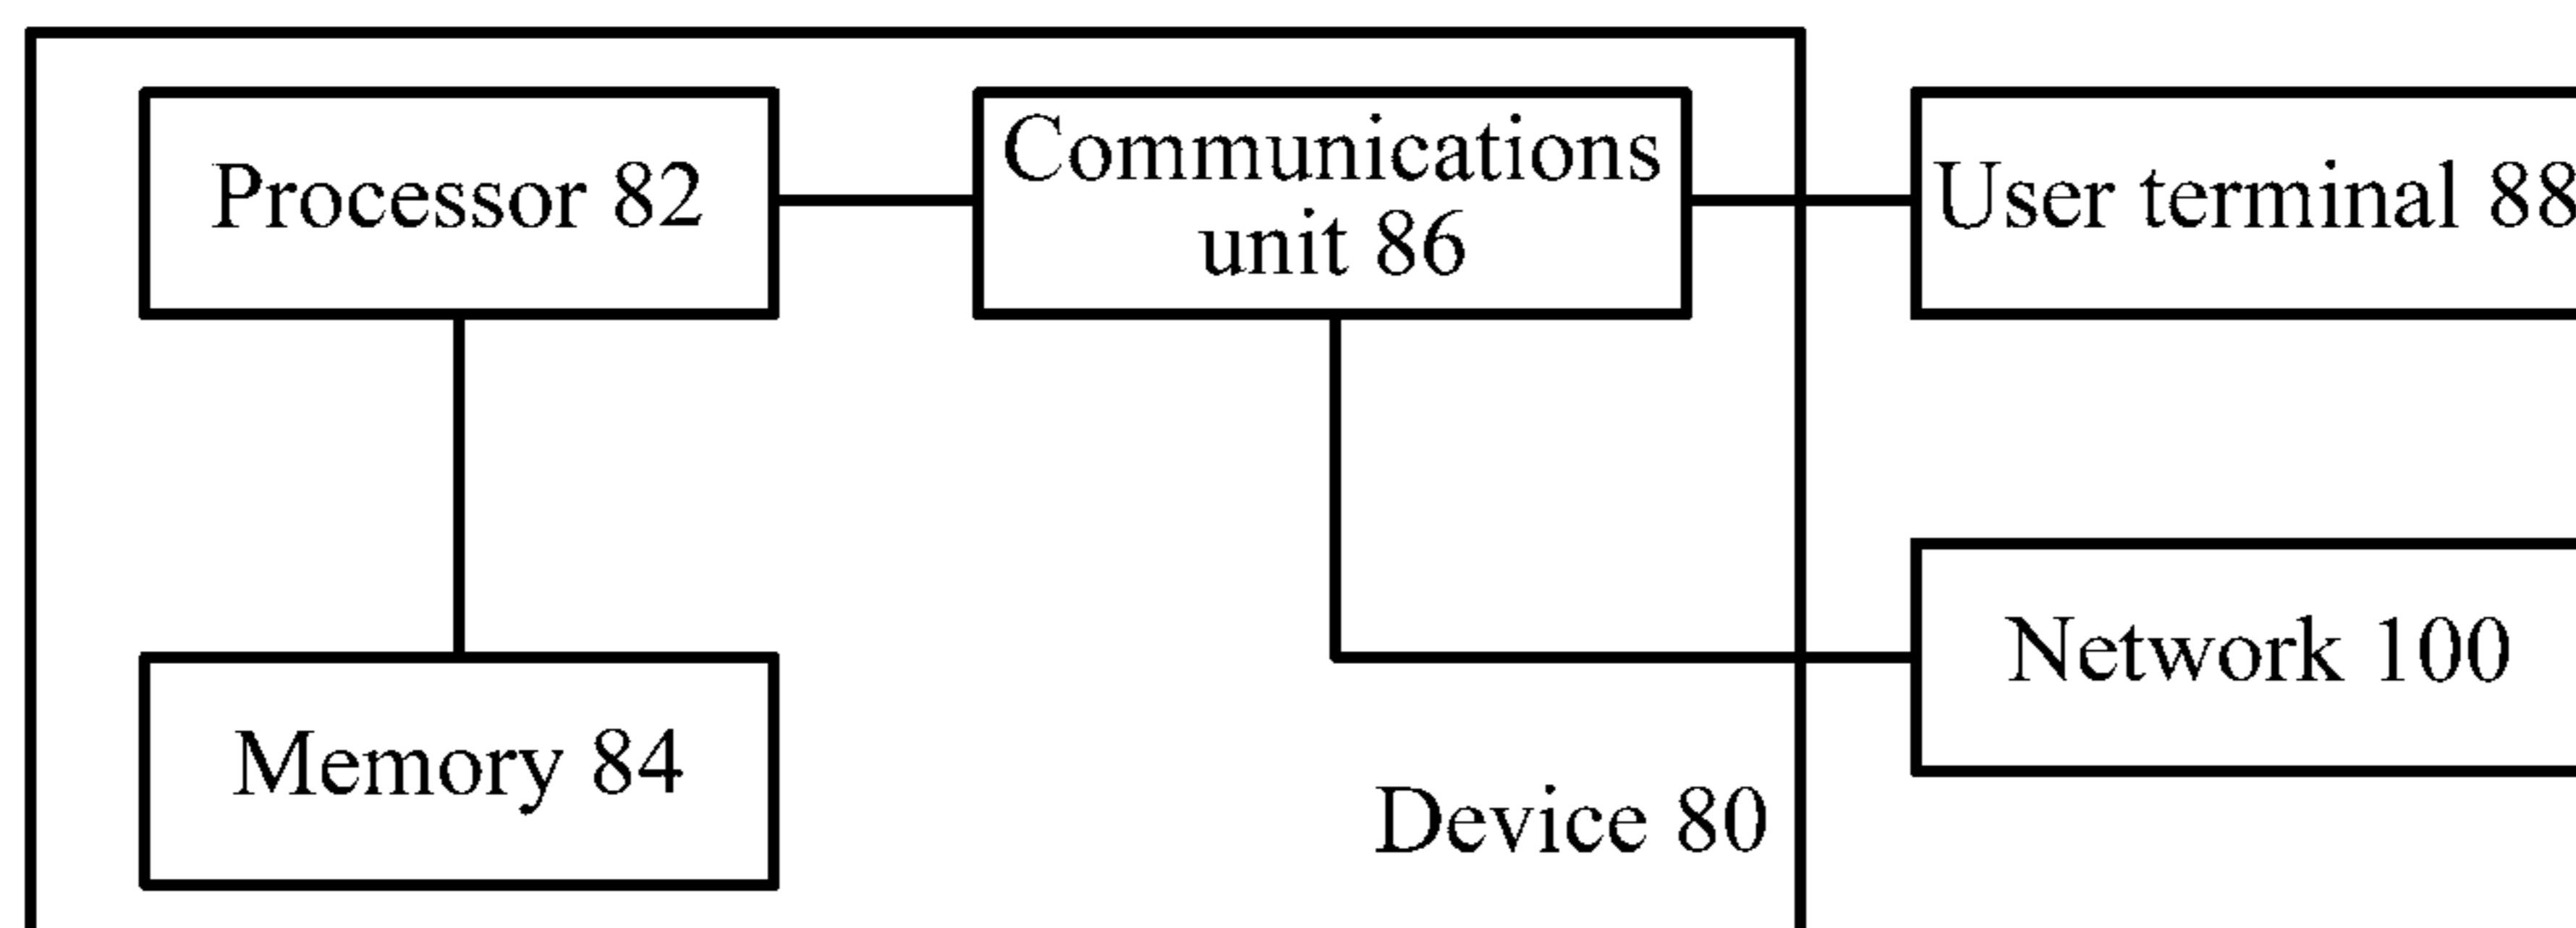 Processor 82
Communications
unit 86
User terminal 88
Memory 84
Network 100
Device 80